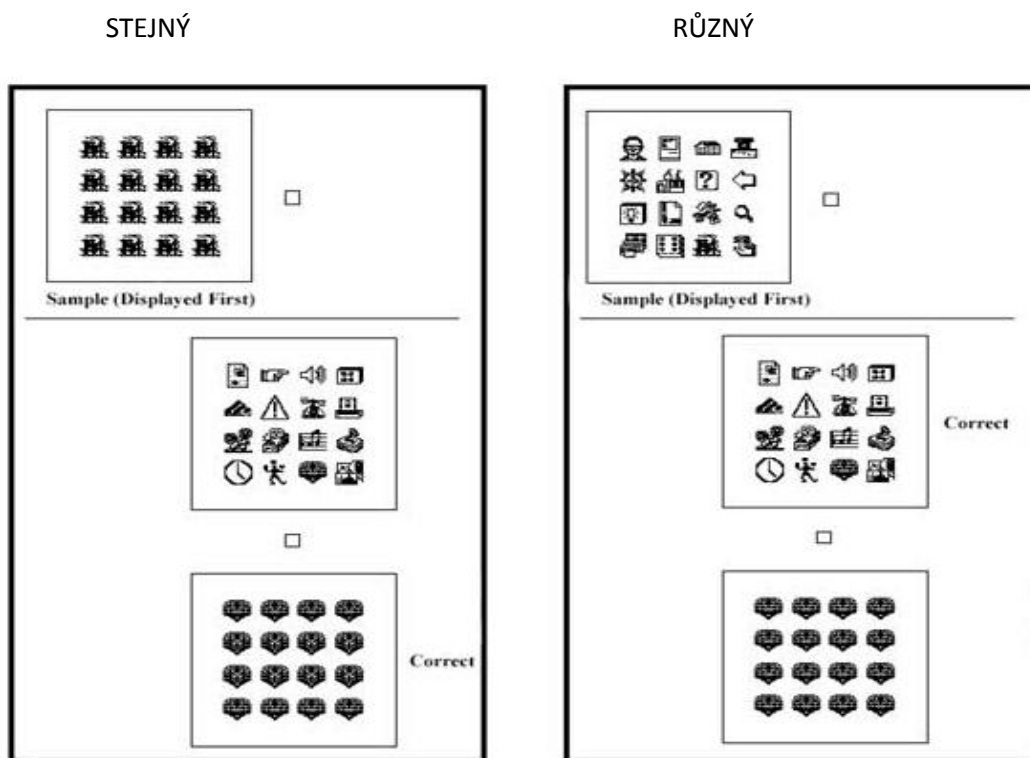 STEJNÝ
RŮZNÝ
Sample (Displayed First)
Correct
Sample (Displayed First)
?
Correct